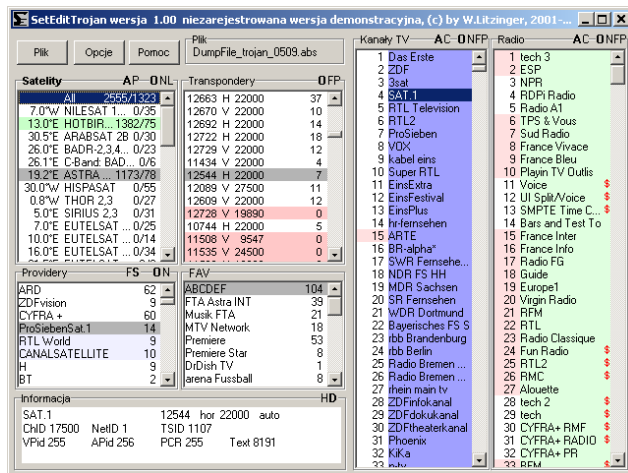 SetEditTrojan wersja 1.00 niezarejestrowana wersja demonstracyjna, (c) by W.Litzinger, 2001-...
Plik
Opcje
Pomoc
Plik
DumpFile_trojan_0509.abs
Satelity A P O N L
All 2555/1323
7.0°W NILESAT 1... 0/35
13.0°E HOTBIR... 1382/75
30.5°E ARABSAT 2B 0/30
26.0°E BADR-2,3,4... 0/23
26.1°E C-Band: BAD... 0/6
19.2°E ASTRA ... 1173/78
30.0°W HISPASAT 0/55
0.8°W THOR 2,3 0/27
5.0°E SIRIUS 2,3 0/31
7.0°E EUTELSAT ... 0/25
10.0°E EUTELSAT ... 0/14
16.0°E EUTELSAT ... 0/34
Transpondery O F P
12663 H 22000 37
12670 V 22000 10
12692 H 22000 14
12722 H 22000 18
12729 V 22000 12
11434 V 22000 4
12544 H 22000 7
12089 V 27500 11
12609 V 22000 12
12728 V 19890 0
10744 H 22000 5
11508 V 9547 0
11535 V 24500 0
Providery F S O N
ARD 62
ZDFvision 9
CYFRA + 60
ProSiebenSat.1 14
RTL World 9
CANALSATELLITE 10
H 9
BT 2
FAV
ABCDEF 104
FTA Astra INT 39
Musik FTA 21
MTV Network 18
Premiere 53
Premiere Star 8
DrDish TV 1
arena Fussball 8
Informacja HD
SAT.1 12544 hor 22000 auto
ChID 17500 NetID 1 TSID 1107
VPid 255 APid 256 PCR 255 Text 8191
Kanały TV A C O N F P
1 Das Erste
2 ZDF
3 3sat
4 SAT.1
5 RTL Television
6 RTL2
7 ProSieben
8 VOX
9 kabel eins
10 Super RTL
11 EinsExtra
12 EinsFestival
13 EinsPlus
14 hr-fernsehen
15 ARTE
16 BR-alpha*
17 SWR Fernsehe...
18 NDR FS HH
19 MDR Sachsen
20 SR Fernsehen
21 WDR Dortmund
22 Bayerisches FS S
23 rbb Brandenburg
24 rbb Berlin
25 Radio Bremen ...
26 Radio Bremen ...
27 rhein main tv
28 ZDFinfokanal
29 ZDFdokukanal
30 ZDFtheaterkanal
31 Phoenix
32 KiKa
33 n-tv
Radio A C O N F P
1 tech 3
2 ESP
3 NPR
4 RDPi Radio
5 Radio A1
6 TPS & Vous
7 Sud Radio
8 France Vivace
9 France Bleu
10 Playin TV Outlis
11 Voice $
12 UI Split/Voice $
13 SMPTE Time C... $
14 Bars and Test To
15 France Inter
16 France Info
17 Radio FG
18 Guide
19 Europe1
20 Virgin Radio
21 RFM
22 RTL
23 Radio Classique
24 Fun Radio $
25 RTL2 $
26 RMC $
27 Alouette
28 tech 2 $
29 tech $
30 CYFRA+ RMF $
31 CYFRA+ RADIO $
32 CYFRA+ PR
33 BFM $